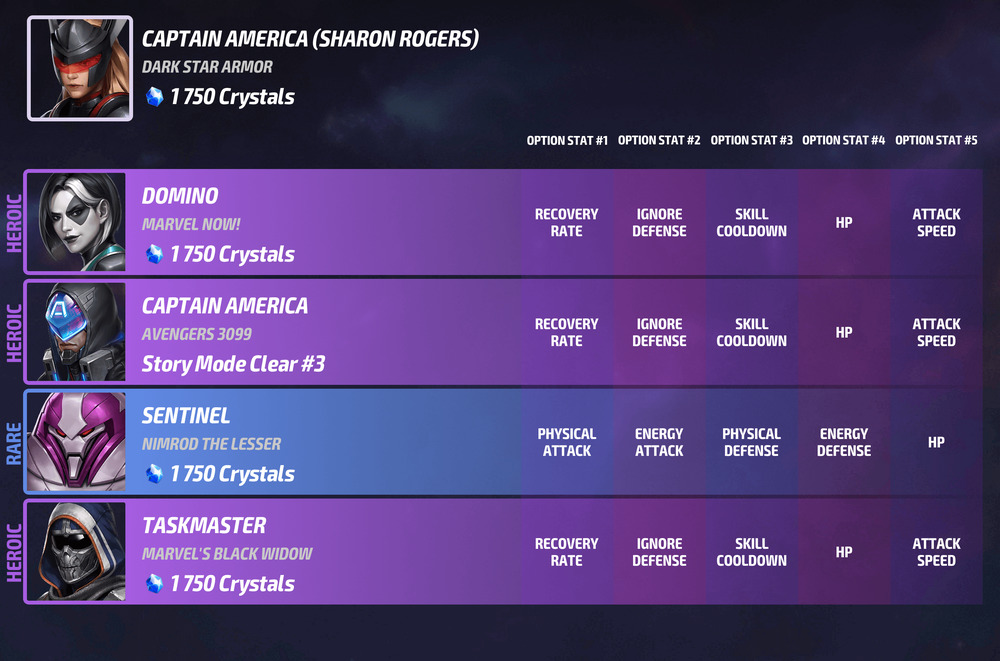 CAPTAIN AMERICA (SHARON ROGERS)
DARK STAR ARMOR
1 750 Crystals
OPTION STAT #1 OPTION STAT #2 OPTION STAT #3 OPTION STAT #4 OPTION STAT #5
HEROIC
DOMINO
MARVEL NOW!
1 750 Crystals
RECOVERY RATE
IGNORE DEFENSE
SKILL COOLDOWN
HP
ATTACK SPEED
HEROIC
CAPTAIN AMERICA
AVENGERS 3099
Story Mode Clear #3
RECOVERY RATE
IGNORE DEFENSE
SKILL COOLDOWN
HP
ATTACK SPEED
RARE
SENTINEL
NIMROD THE LESSER
1 750 Crystals
PHYSICAL ATTACK
ENERGY ATTACK
PHYSICAL DEFENSE
ENERGY DEFENSE
HP
HEROIC
TASKMASTER
MARVEL'S BLACK WIDOW
1 750 Crystals
RECOVERY RATE
IGNORE DEFENSE
SKILL COOLDOWN
HP
ATTACK SPEED